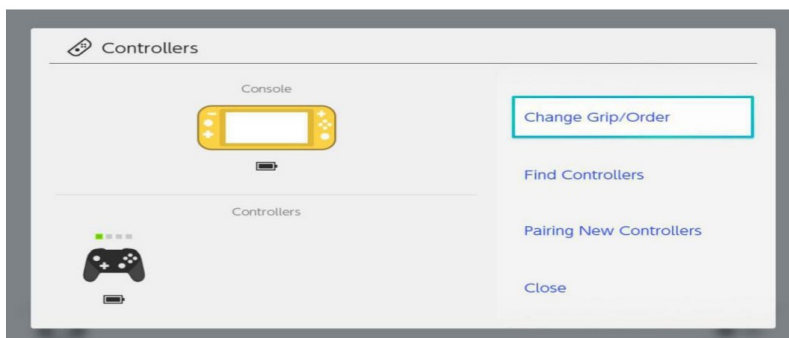 Controllers
Console
Change Grip/Order
Find Controllers
Controllers
Pairing New Controllers
Close